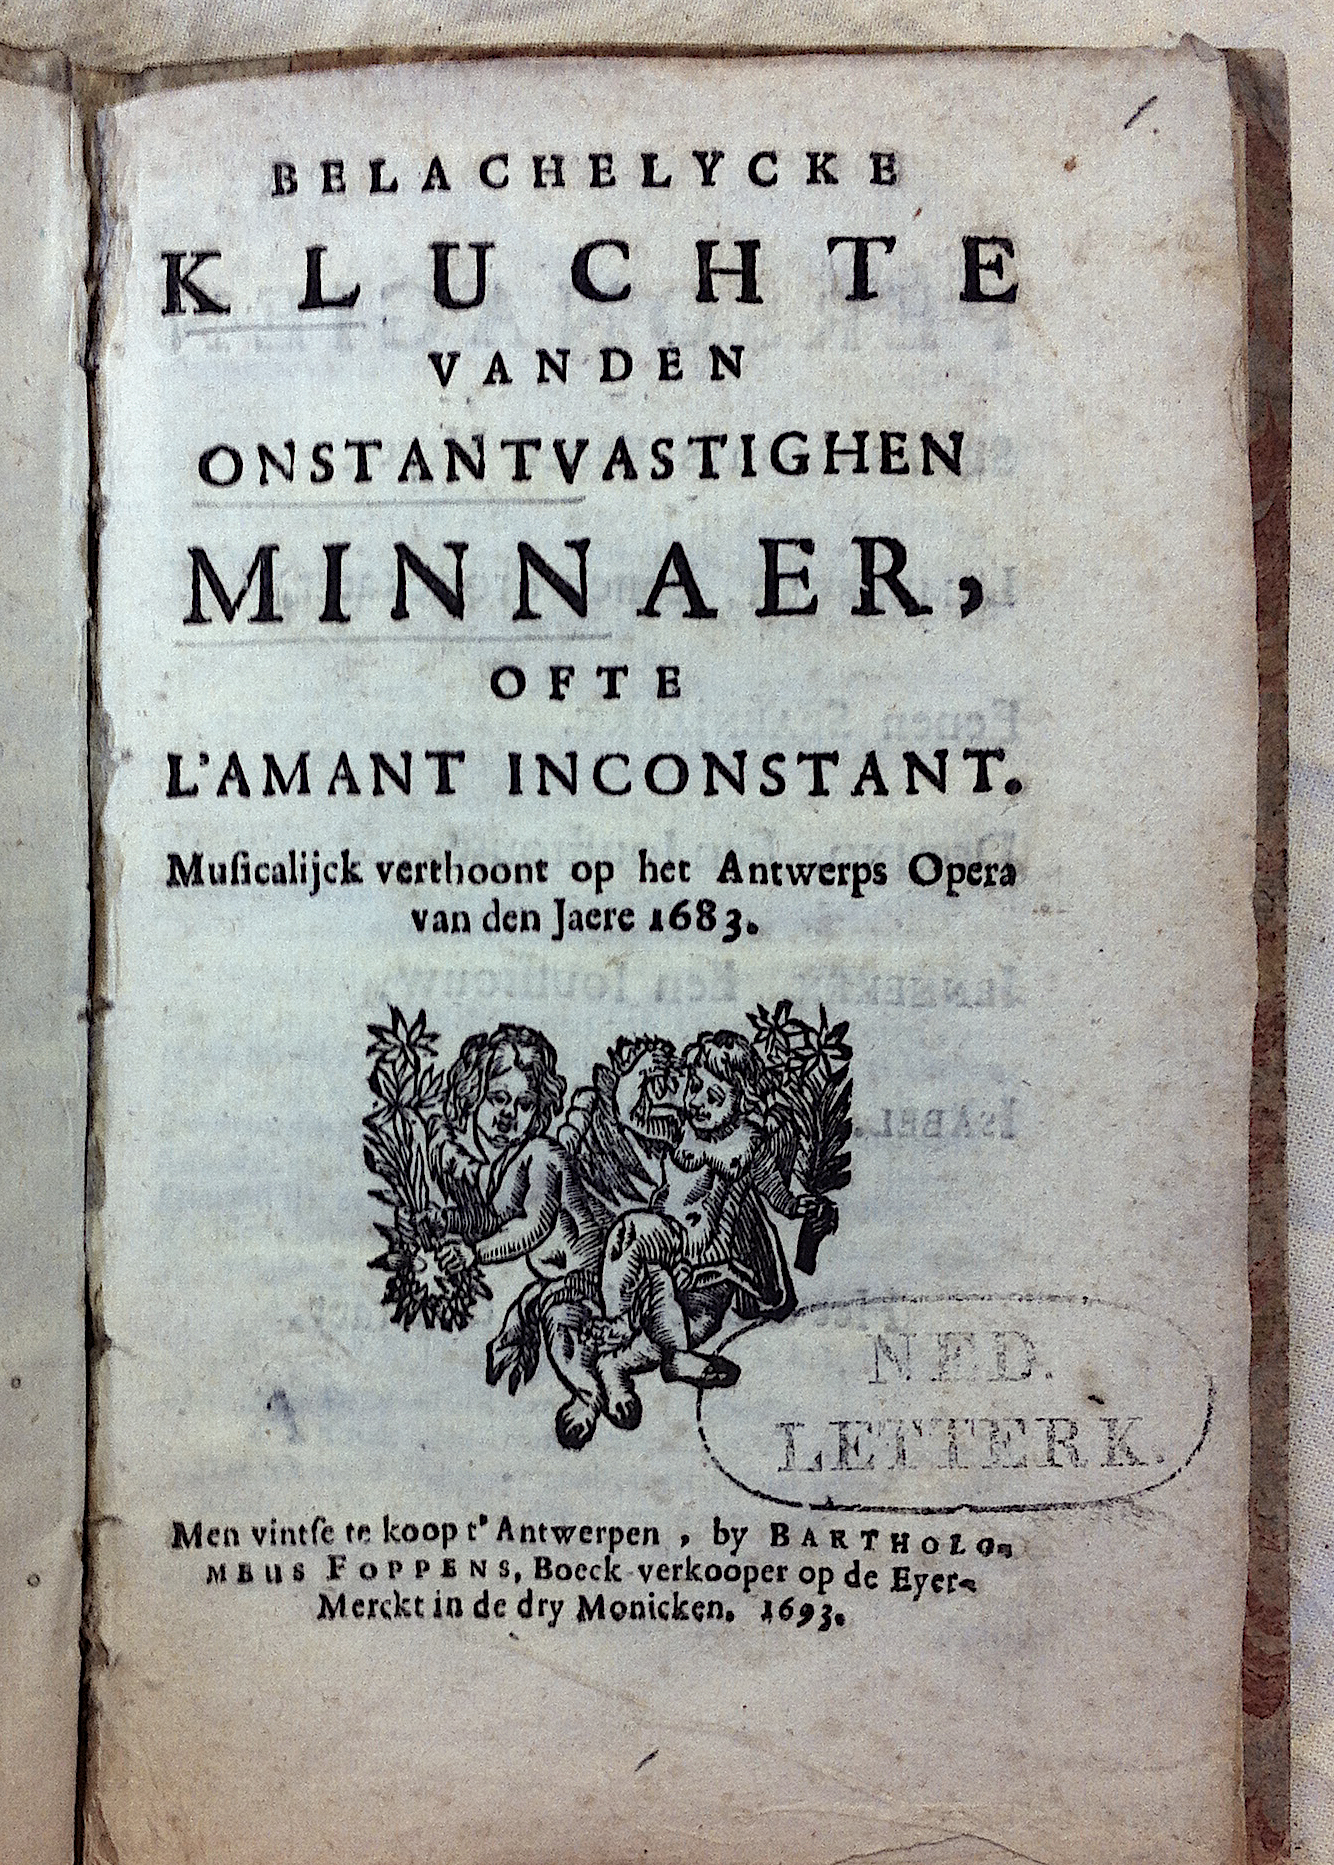 BELACHELYCKE
KLUCHTE
VANDEN
ONSTANTVASTIGHEN
MINNAER,
OFTE
L'AMANT INCONSTANT.
Muſicalijck verthoont op het Antwerps Opera
van den Jaere 1683.
NED.
LETTERK.
Men vintſe te koop t' Antwerpen, by BARTHOLO-
MEUS FOPPENS, Boeck-verkooper op de Eyer-
Merckt in de dry Monicken. 1693.